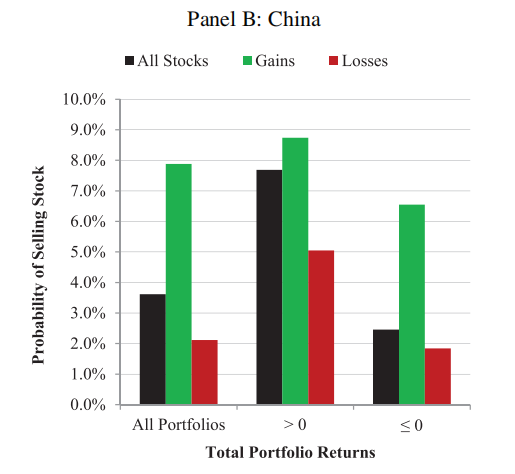 Panel B: China
All Stocks Gains Losses
10.0%
9.0%
8.0%
7.0%
6.0%
5.0%
4.0%
3.0%
2.0%
1.0%
0.0%
Probability of Selling Stock
All Portfolios > 0 ≤ 0
Total Portfolio Returns